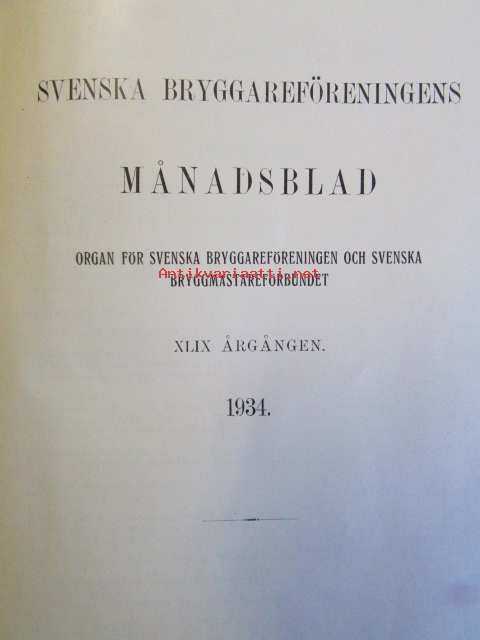 SVENSKA BRYGGAREFÖRENINGENS
MÅNADSBLAD
ORGAN FÖR SVENSKA BRYGGAREFÖRENINGEN OCH SVENSKA
Antikvariaatti.net
BRYGGMÄSTAREFÖRBUNDET
XLIX ÅRGÅNGEN.
1934.